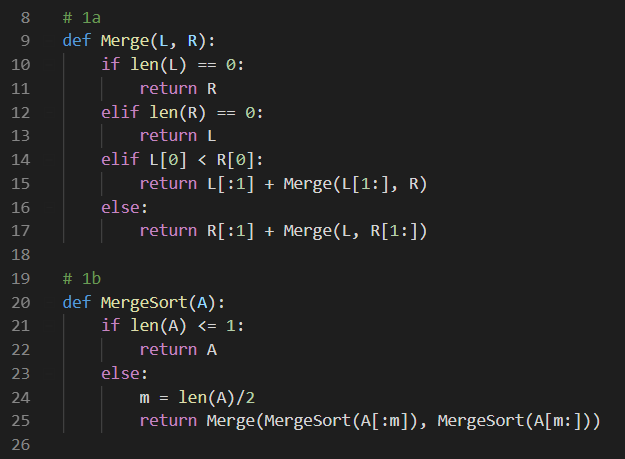 8 # 1a
9 def Merge(L, R):
10     if len(L) == 0:
11         return R
12     elif len(R) == 0:
13         return L
14     elif L[0] < R[0]:
15         return L[:1] + Merge(L[1:], R)
16     else:
17         return R[:1] + Merge(L, R[1:])
18
19 # 1b
20 def MergeSort(A):
21     if len(A) <= 1:
22         return A
23     else:
24         m = len(A)/2
25         return Merge(MergeSort(A[:m]), MergeSort(A[m:]))
26